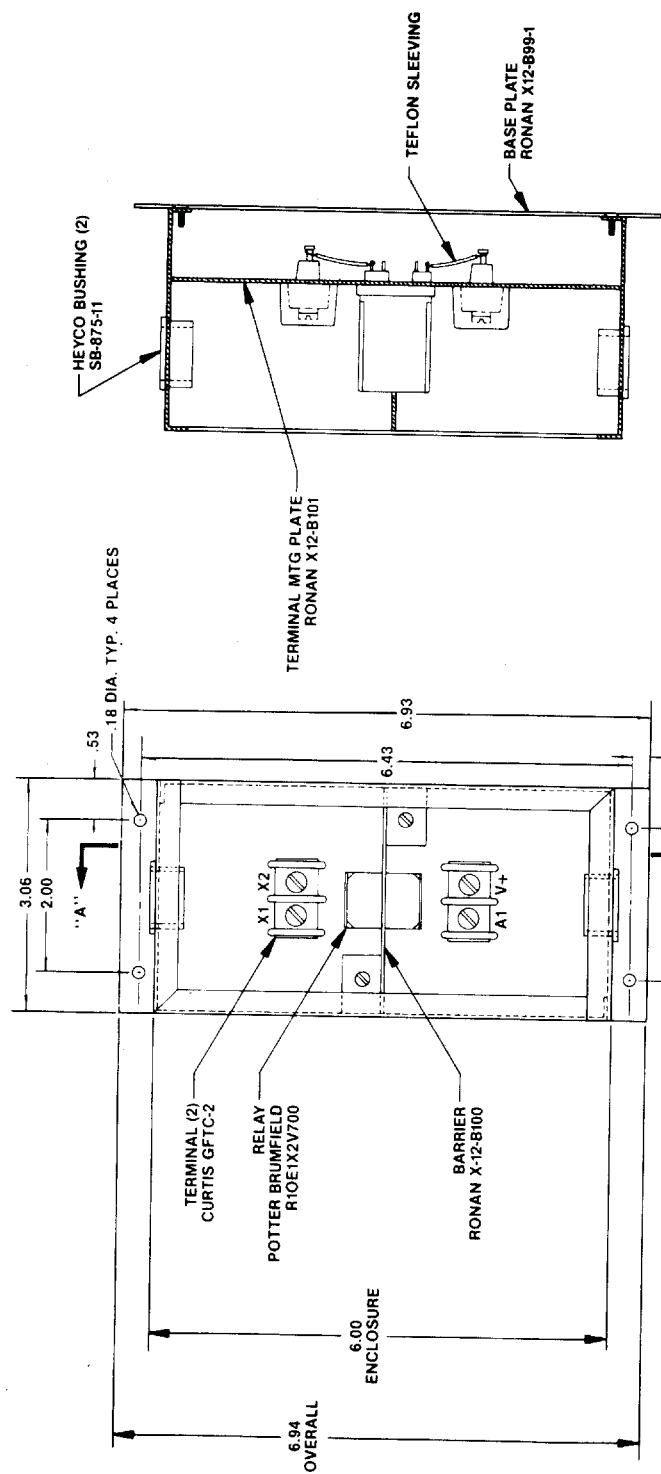 HEYCO BUSHING (2)
SB-875-11
TERMINAL MTG PLATE
RONAN X12-B101
TEFLON SLEEVING
BASE PLATE
RONAN X12-B99-1
.18 DIA. TYP. 4 PLACES
.53
3.06
2.00
"A"
6.93
6.43
X1 X2
A1 V+
TERMINAL (2)
CURTIS GFTC-2
RELAY
POTTER BRUMFIELD
R10E1X2V700
BARRIER
RONAN X-12-B100
6.00
ENCLOSURE
6.94
OVERALL